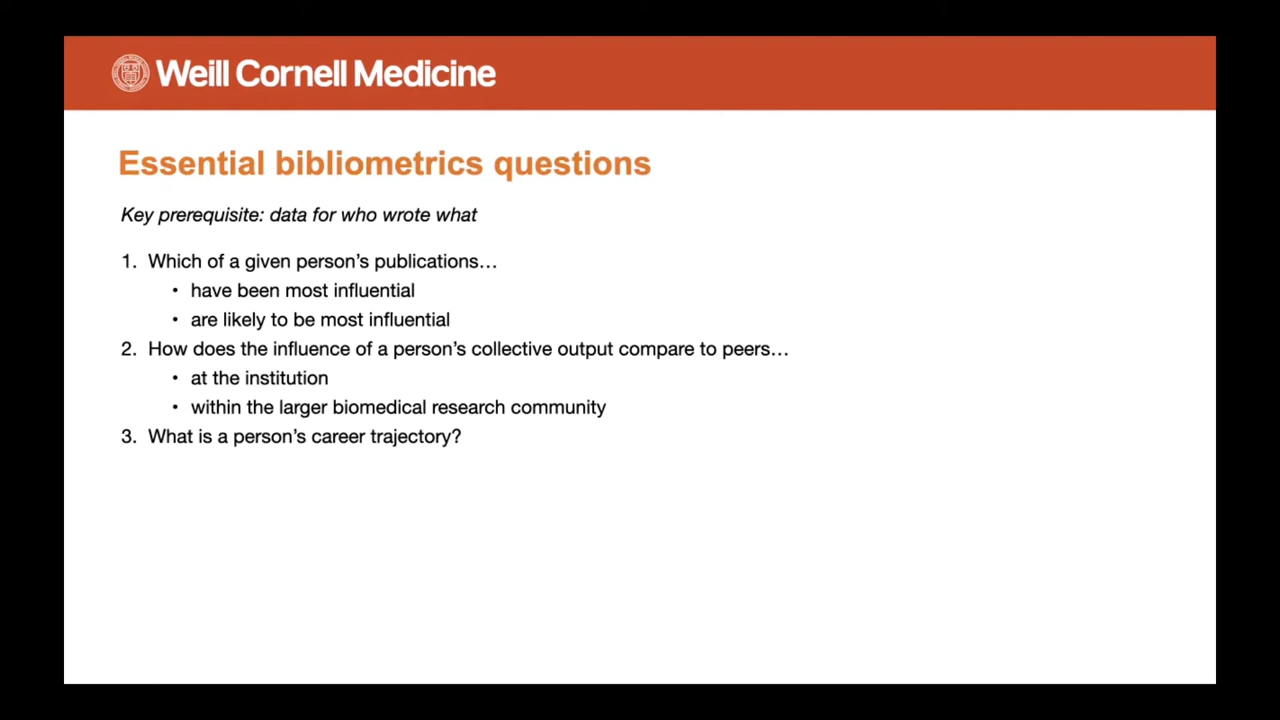 Weill Cornell Medicine
Essential bibliometrics questions
Key prerequisite: data for who wrote what
1. Which of a given person's publications…
• have been most influential
• are likely to be most influential
2. How does the influence of a person's collective output compare to peers…
• at the institution
• within the larger biomedical research community
3. What is a person's career trajectory?